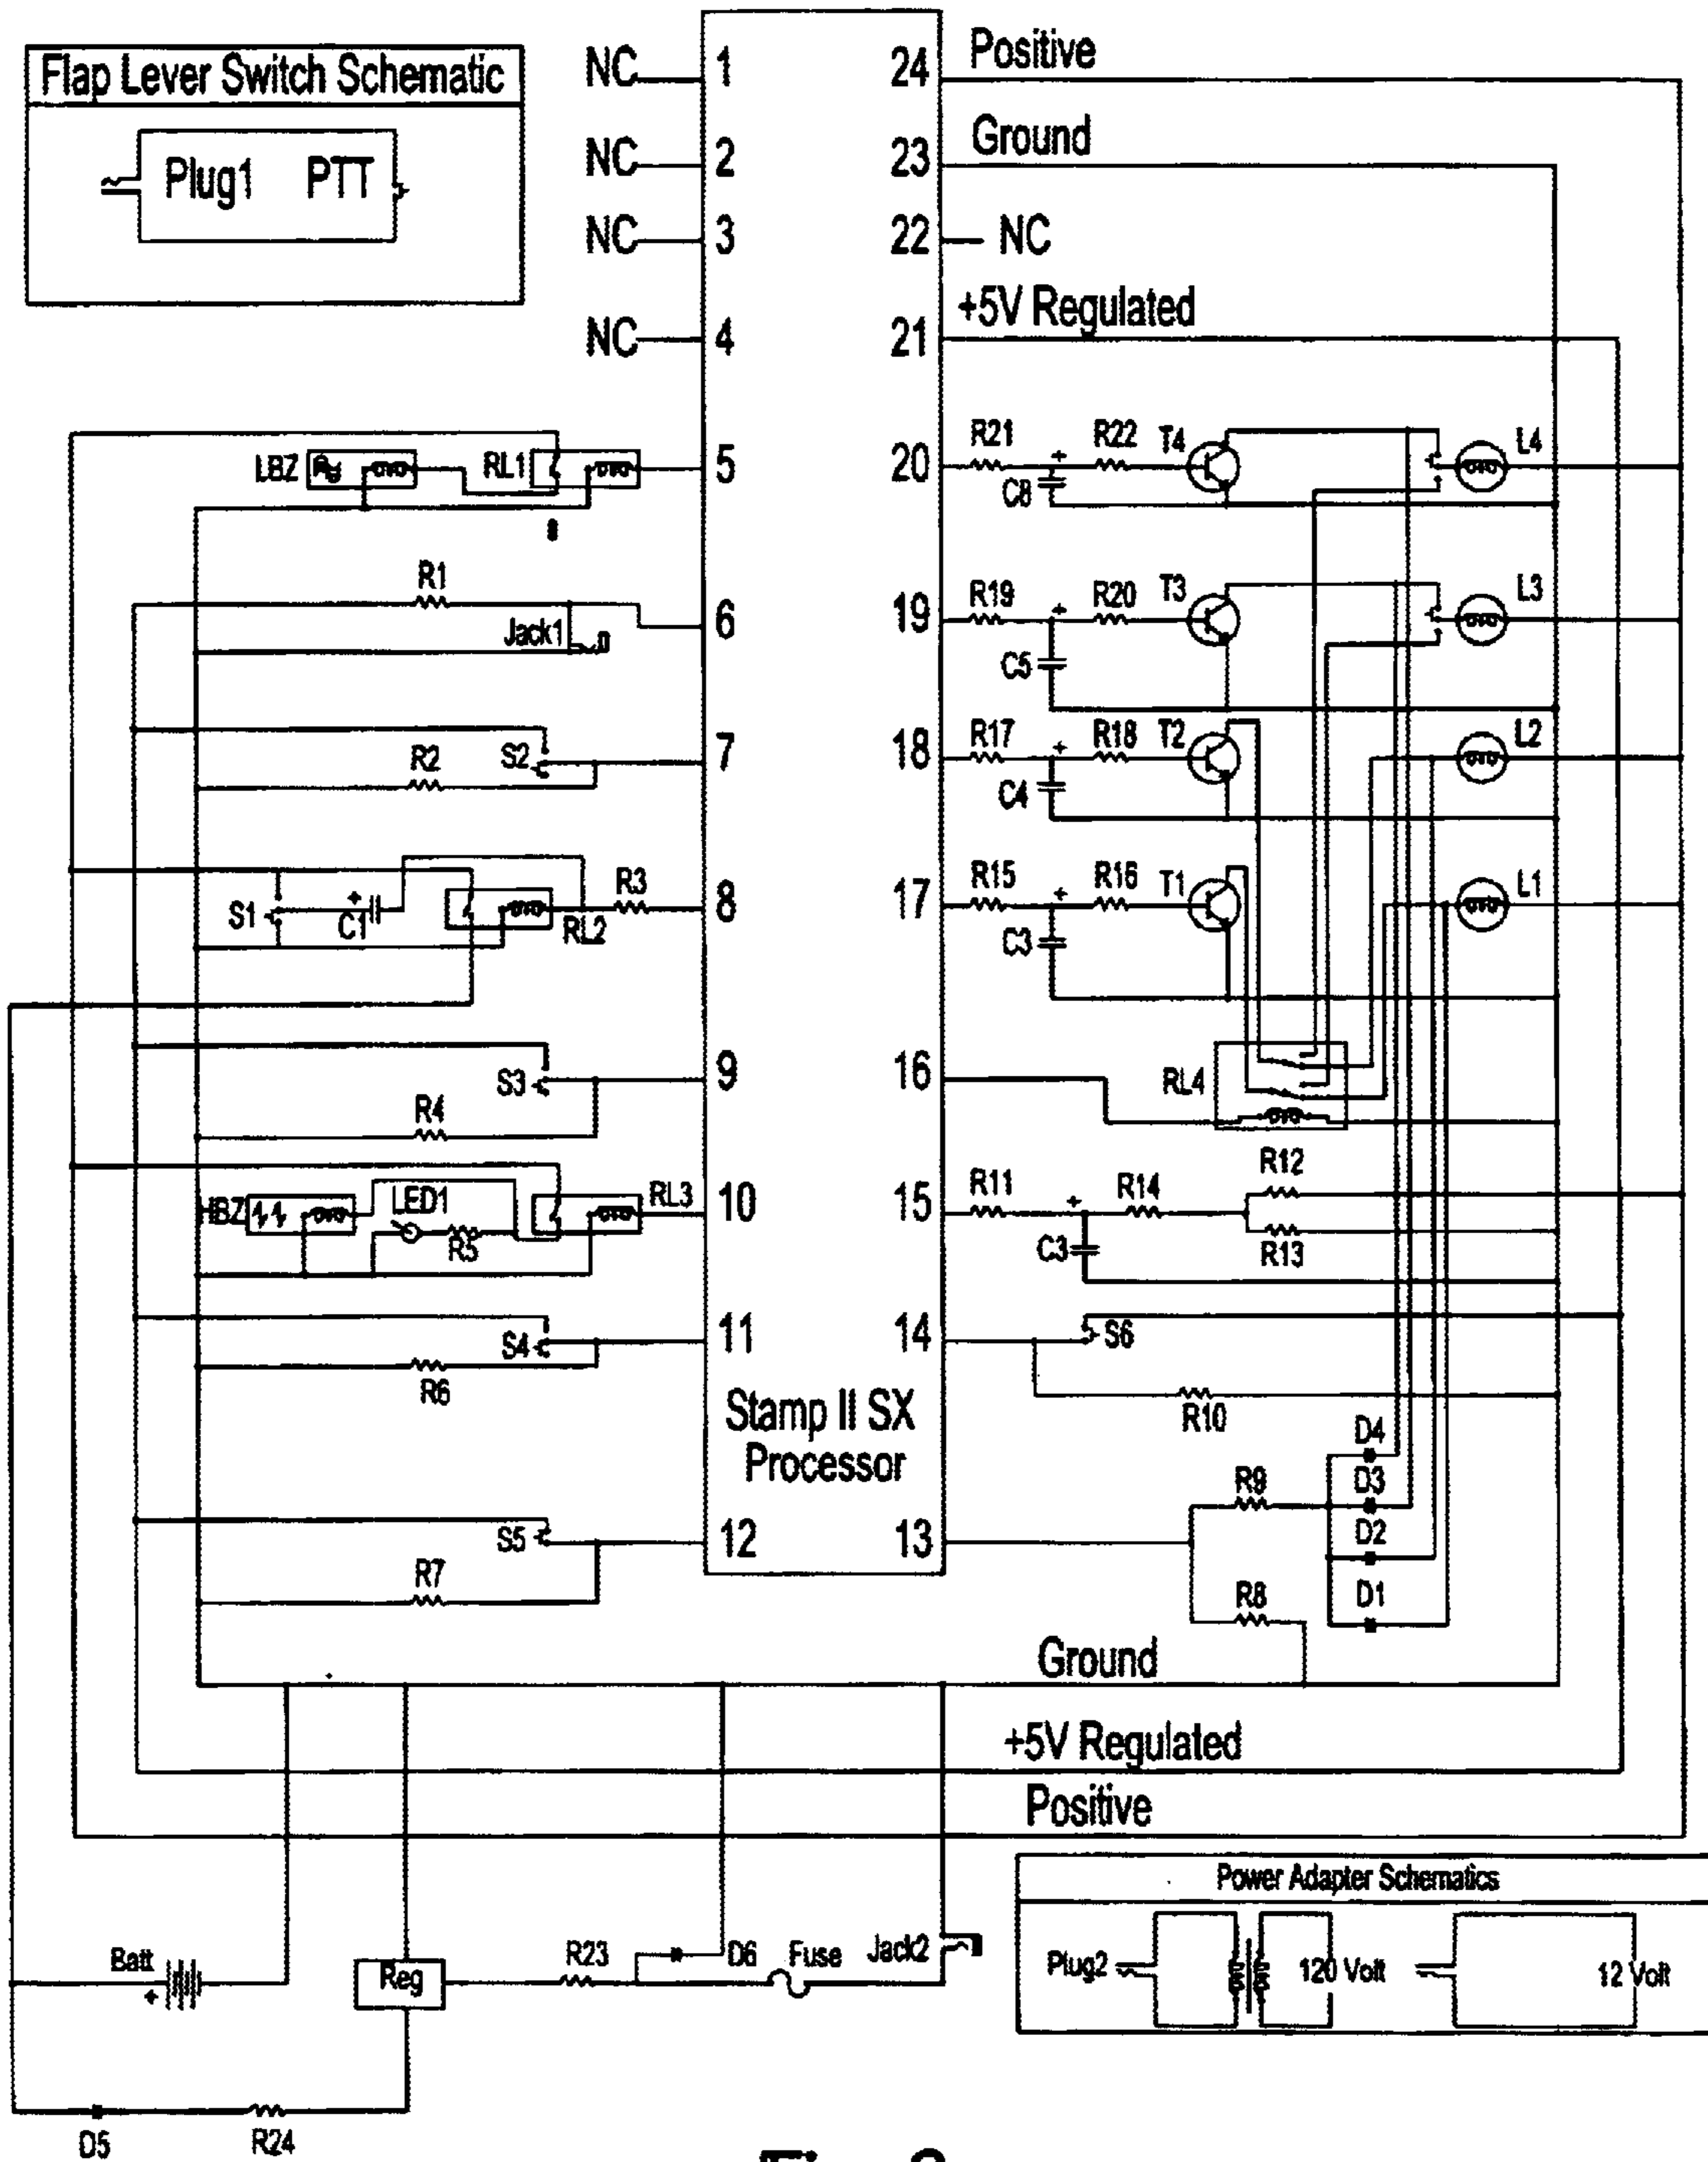 Flap Lever Switch Schematic
Plug1 PTT
NC 1 24 Positive
NC 2 23 Ground
NC 3 22 NC
NC 4 21 +5V Regulated
LBZ RL1 5 20 R21 C8 R22 T4 L4
R1 Jack1 6 19 R19 C5 R20 T3 L3
R2 S2 7 18 R17 C4 R18 T2 L2
S1 + C1 RL2 R3 8 17 R15 C3 R16 T1 L1
S3 R4 9 16 RL4
HBZ LED1 R5 RL3 10 15 R11 C3 R14 R12 R13
S4 R6 11 14 S6 R10
Stamp II SX
Processor
S5 R7 12 13 R9 R8 D4 D3 D2 D1
Ground
+5V Regulated
Positive
Batt + Reg R23 D6 Fuse Jack2
D5 R24
Power Adapter Schematics
Plug2 120 Volt 12 Volt